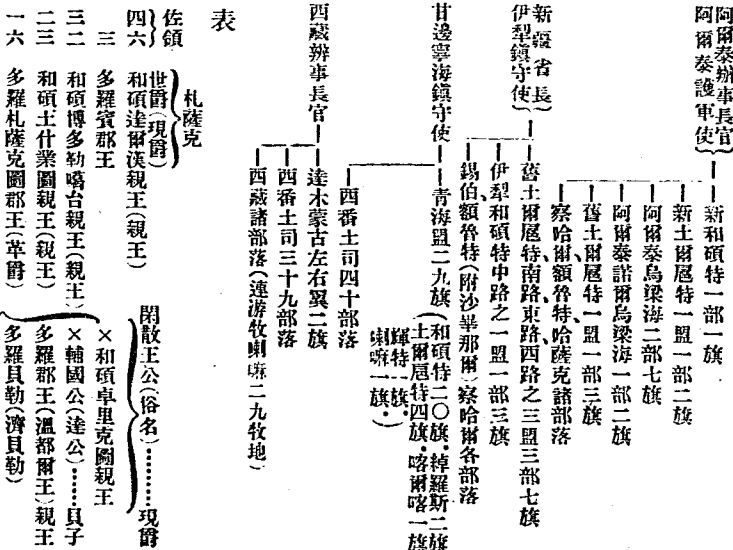 阿爾泰辦事長官
阿爾泰護軍使
新和碩特一部一旗
新土爾扈特一盟一部二旗
阿爾泰烏梁海二部七旗
阿爾泰諾爾烏梁海一部二旗
舊土爾扈特一盟一部三旗
察哈爾、額魯特、哈薩克諸部落
新疆省長
伊犁鎮守使
舊土爾扈特南路東路西路之三盟三部七旗
伊犁和碩特中路之一盟一部三旗
錫伯、額魯特(附沙畢那爾)察哈爾各部落
甘邊寧海鎮守使
青海盟二九旗(和碩特二〇旗·綽羅斯二旗
土爾扈特四旗·喀爾喀一旗
輝特一旗·
喇嘛一旗·)
西番土司四十部落
西藏辦事長官
達木蒙古左右翼二旗
西番土司三十九部落
西藏諸部落(連游牧喇嘛二九牧地)
表
佐領
札薩克
世爵(現爵)
閑散王公(俗名)……現爵
四六 和碩達爾漢親王(親王)
×和碩卓里克圖親王
三 多羅賓郡王
×輔國公(達公)……貝子
三二 和碩博多勒噶台親王(親王)
多羅郡王(溫都爾王)親王
二三 和碩土什業圖親王(親王)
多羅貝勒(濟貝勒)
一六 多羅札薩克圖郡王(革爵)